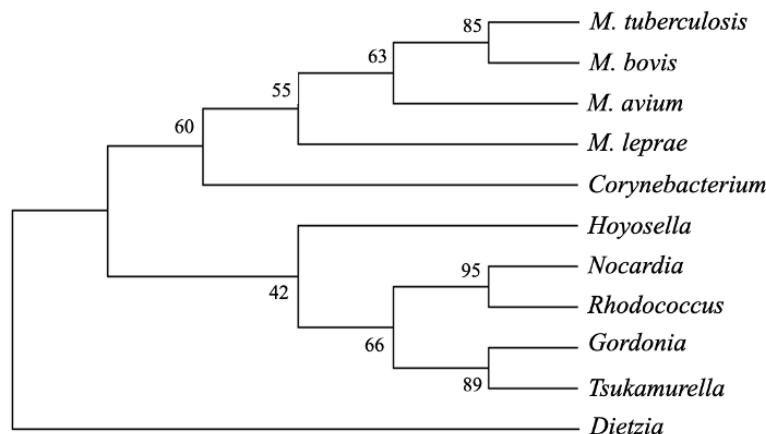 85
M. tuberculosis
63
M. bovis
55
M. avium
60
M. leprae
Corynebacterium
Hoyosella
95
Nocardia
42
Rhodococcus
66
Gordonia
89
Tsukamurella
Dietzia